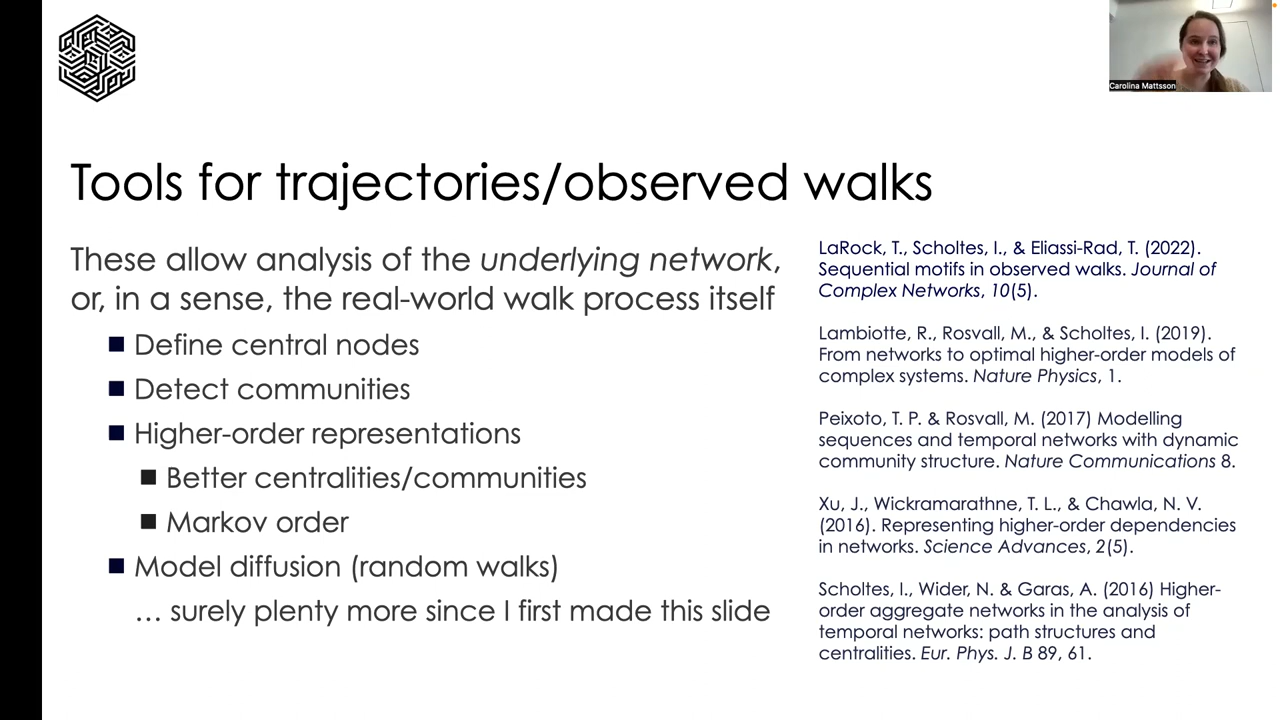 Carolina Mattsson
Tools for trajectories/observed walks
These allow analysis of the underlying network,
or, in a sense, the real-world walk process itself
Define central nodes
Detect communities
Higher-order representations
Better centralities/communities
Markov order
Model diffusion (random walks)
… surely plenty more since I first made this slide
LaRock, T., Scholtes, I., & Eliassi-Rad, T. (2022).
Sequential motifs in observed walks. Journal of
Complex Networks, 10(5).
Lambiotte, R., Rosvall, M., & Scholtes, I. (2019).
From networks to optimal higher-order models of
complex systems. Nature Physics, 1.
Peixoto, T. P. & Rosvall, M. (2017) Modelling
sequences and temporal networks with dynamic
community structure. Nature Communications 8.
Xu, J., Wickramarathne, T. L., & Chawla, N. V.
(2016). Representing higher-order dependencies
in networks. Science Advances, 2(5).
Scholtes, I., Wider, N. & Garas, A. (2016) Higher-
order aggregate networks in the analysis of
temporal networks: path structures and
centralities. Eur. Phys. J. B 89, 61.